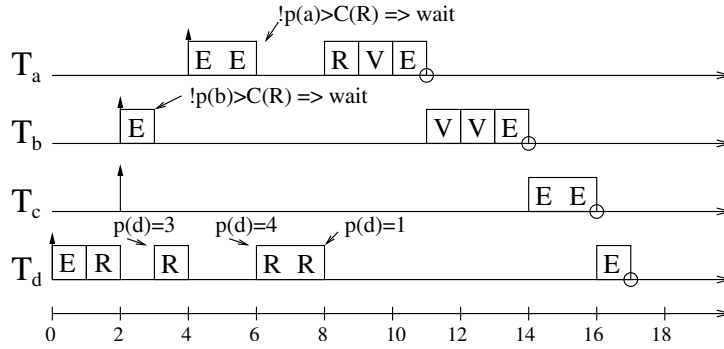 !p(a)>C(R) => wait
T_a E E R V E
!p(b)>C(R) => wait
T_b E V V E
T_c E E
p(d)=3 p(d)=4 p(d)=1
T_d E R R R R E
0 2 4 6 8 10 12 14 16 18